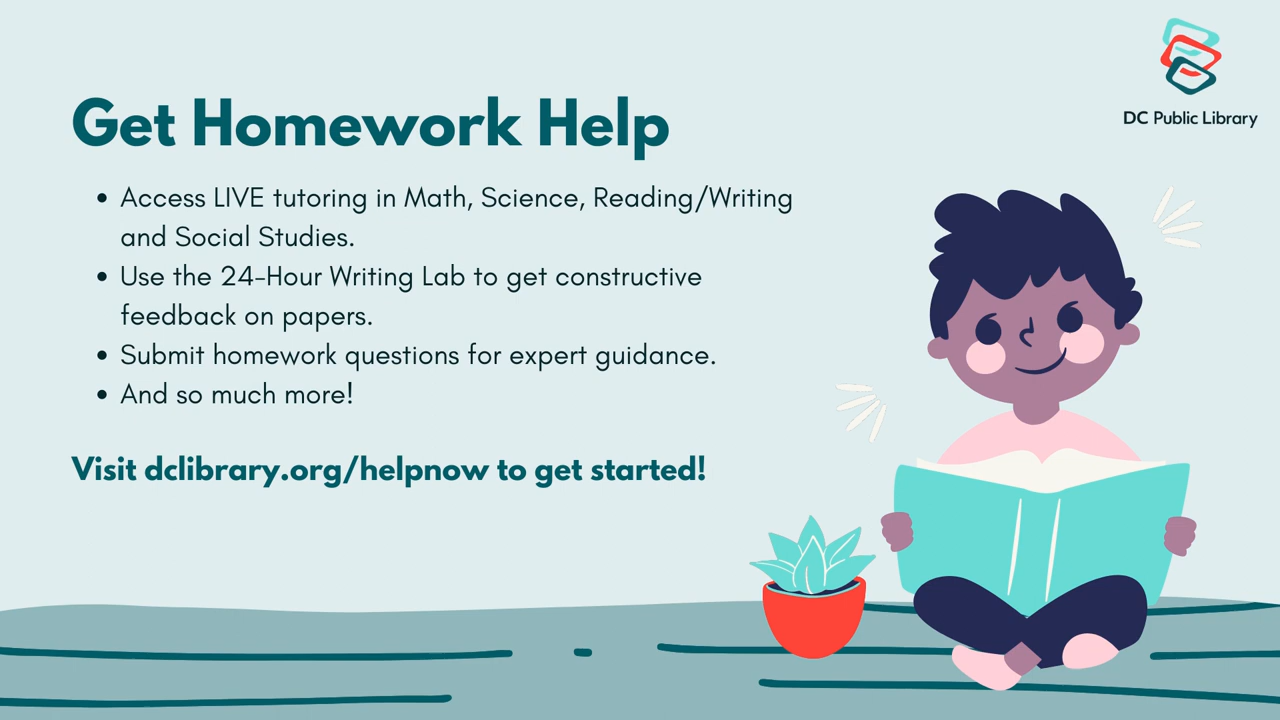 DC Public Library
Get Homework Help
• Access LIVE tutoring in Math, Science, Reading/Writing
and Social Studies.
• Use the 24-Hour Writing Lab to get constructive
feedback on papers.
• Submit homework questions for expert guidance.
• And so much more!
Visit dclibrary.org/helpnow to get started!